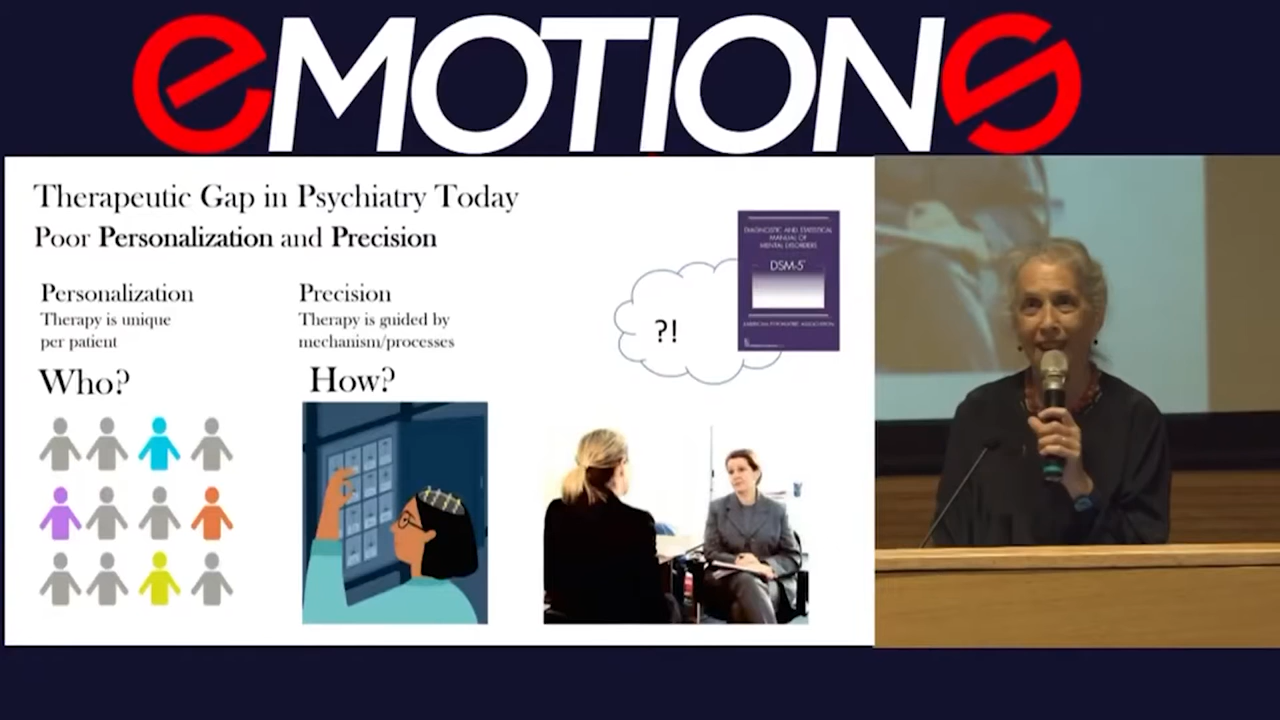 eMOTIONS
Therapeutic Gap in Psychiatry Today
Poor Personalization and Precision
Personalization
Therapy is unique
per patient
Who?
Precision
Therapy is guided by
mechanism/processes
How?
?!
DIAGNOSTIC AND STATISTICAL
MANUAL OF
MENTAL DISORDERS
DSM-5™
AMERICAN PSYCHIATRIC ASSOCIATION